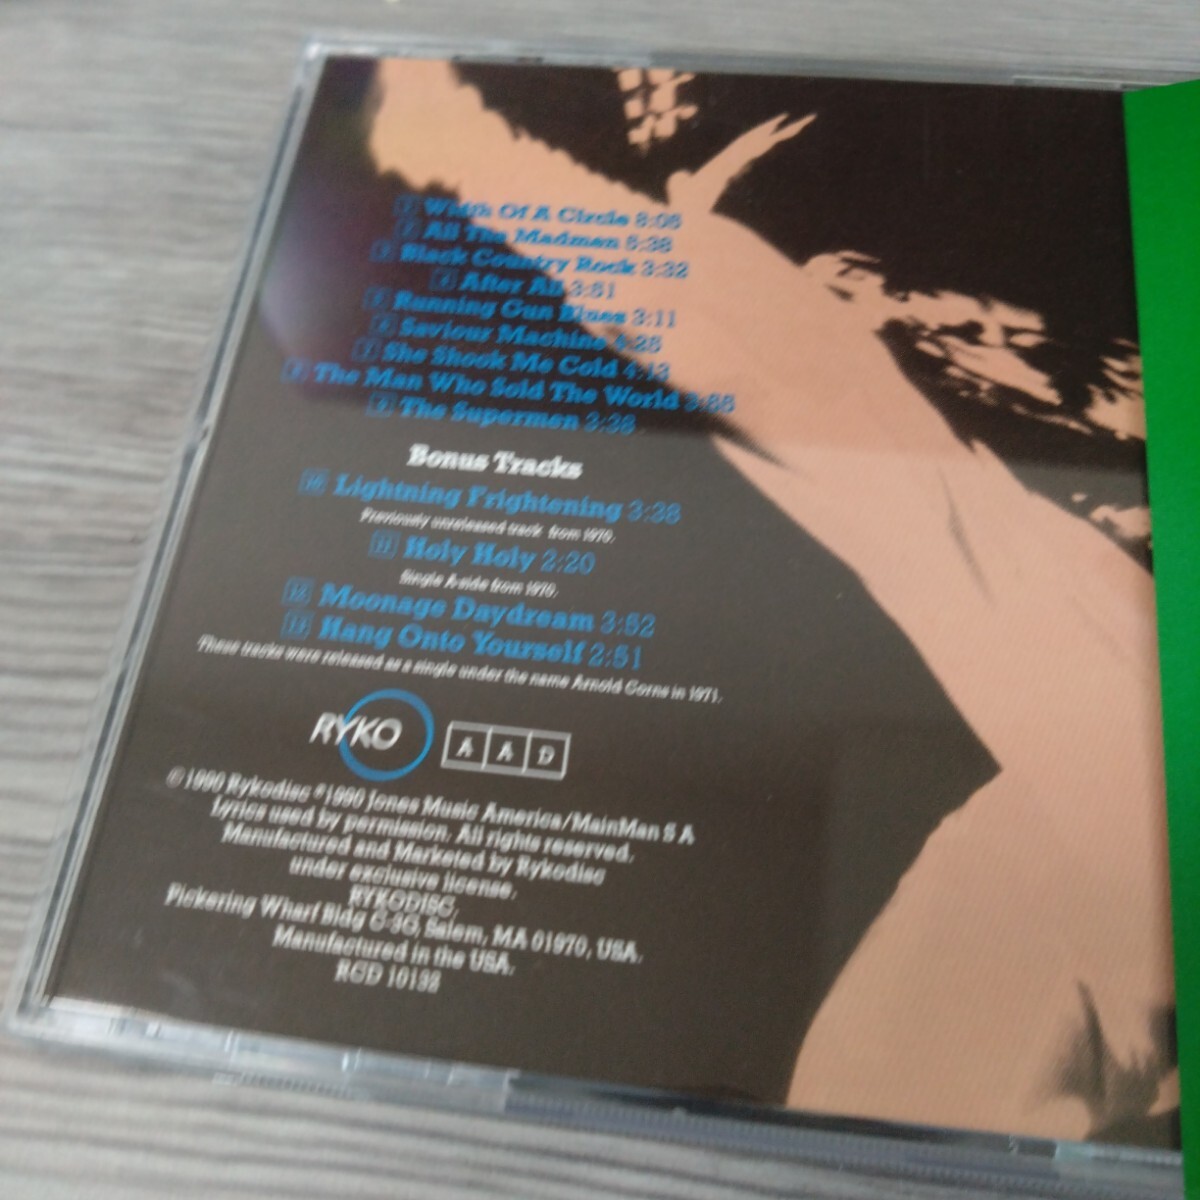 1 Width Of A Circle 8:05
2 All The Madmen 5:38
3 Black Country Rock 3:32
4 After All 3:51
5 Running Gun Blues 3:11
6 Saviour Machine 4:25
7 She Shook Me Cold 4:13
8 The Man Who Sold The World 3:55
9 The Supermen 3:38
Bonus Tracks
10 Lightning Frightening 3:38
Previously unreleased track from 1970.
11 Holy Holy 2:20
Single A-side from 1970.
12 Moonage Daydream 3:52
Hang Onto Yourself 2:51
These tracks were released as a single under the name Arnold Corns in 1971.
RYKO
A A D
©1990 Rykodisc ℗1990 Jones Music America/MainMan S A
Lyrics used by permission. All rights reserved.
Manufactured and Marketed by Rykodisc
under exclusive license.
RYKODISC,
Pickering Wharf Bldg C-3G, Salem, MA 01970, USA.
Manufactured in the USA.
RCD 10132